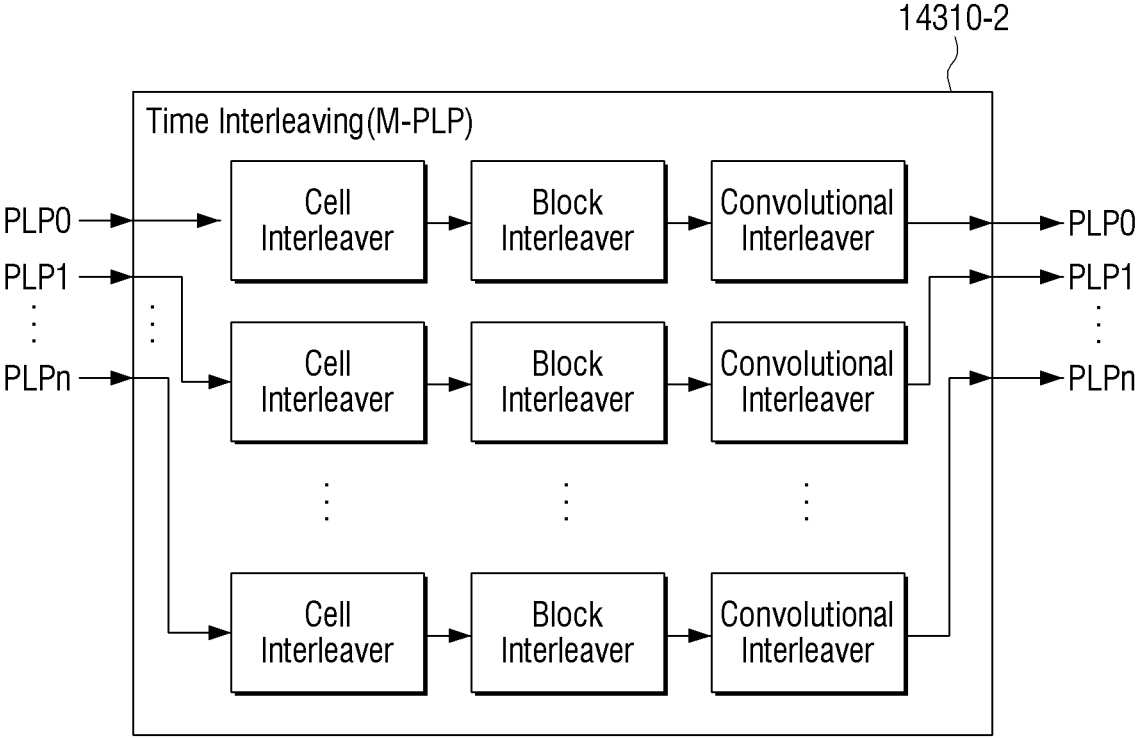 14310-2
Time Interleaving(M-PLP)
PLP0
Cell
Interleaver
Block
Interleaver
Convolutional
Interleaver
PLP0
PLP1
PLP1
Cell
Interleaver
Block
Interleaver
Convolutional
Interleaver
PLPn
PLPn
Cell
Interleaver
Block
Interleaver
Convolutional
Interleaver